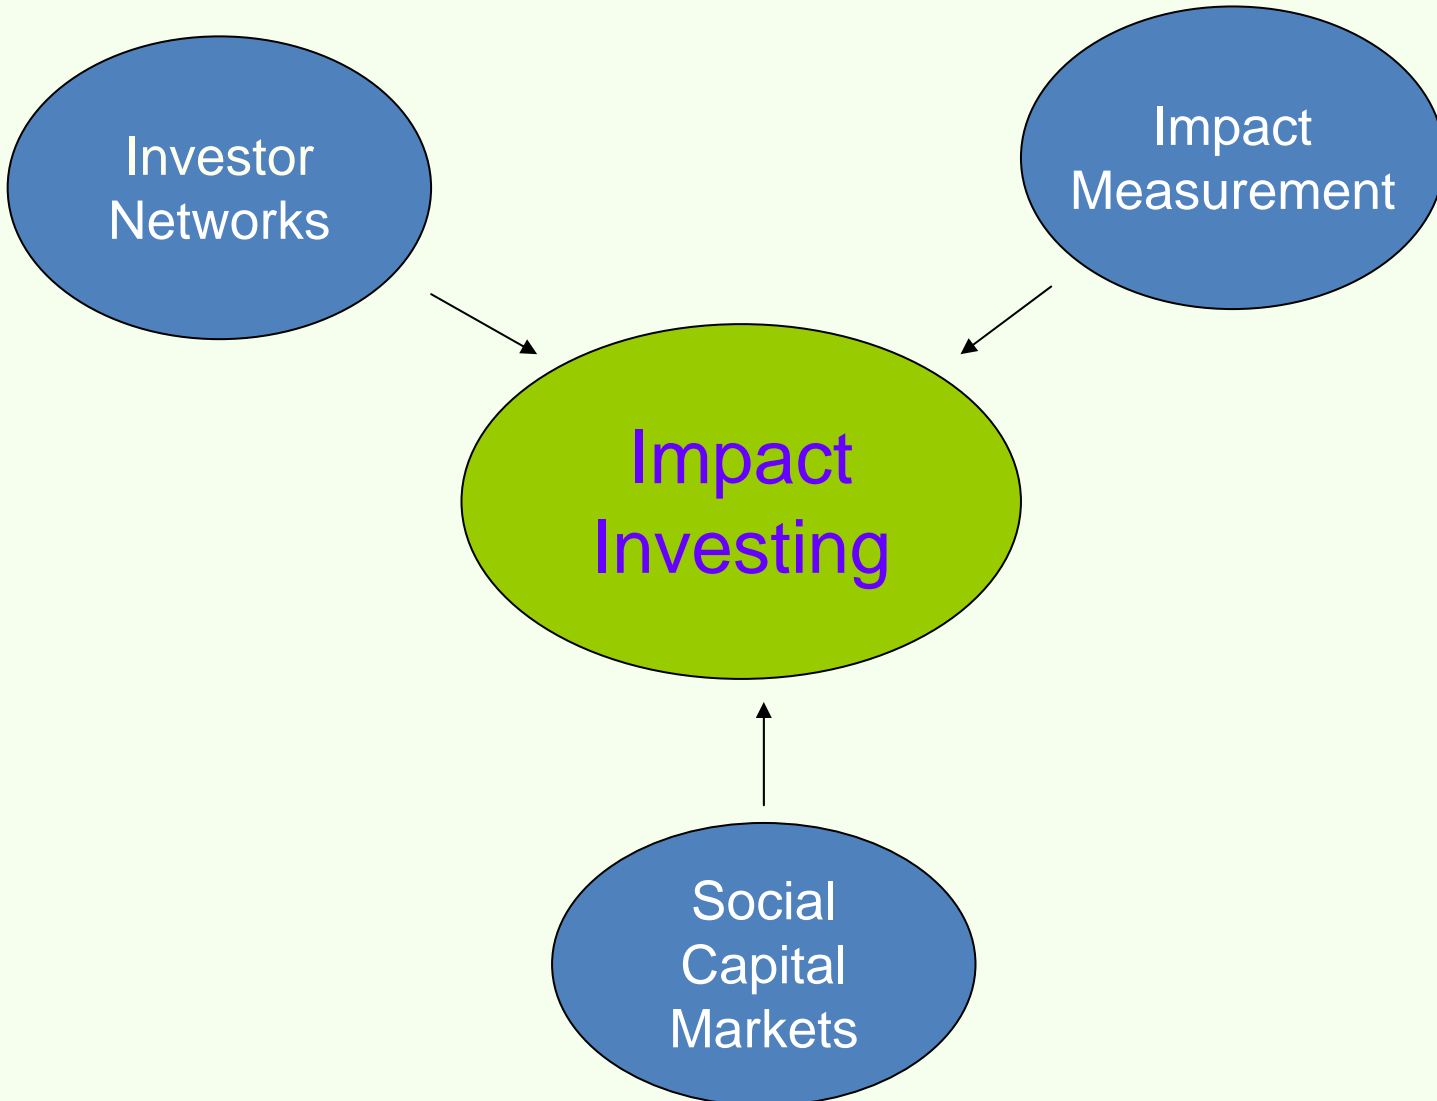 Investor
Networks
Impact
Measurement
Impact
Investing
Social
Capital
Markets